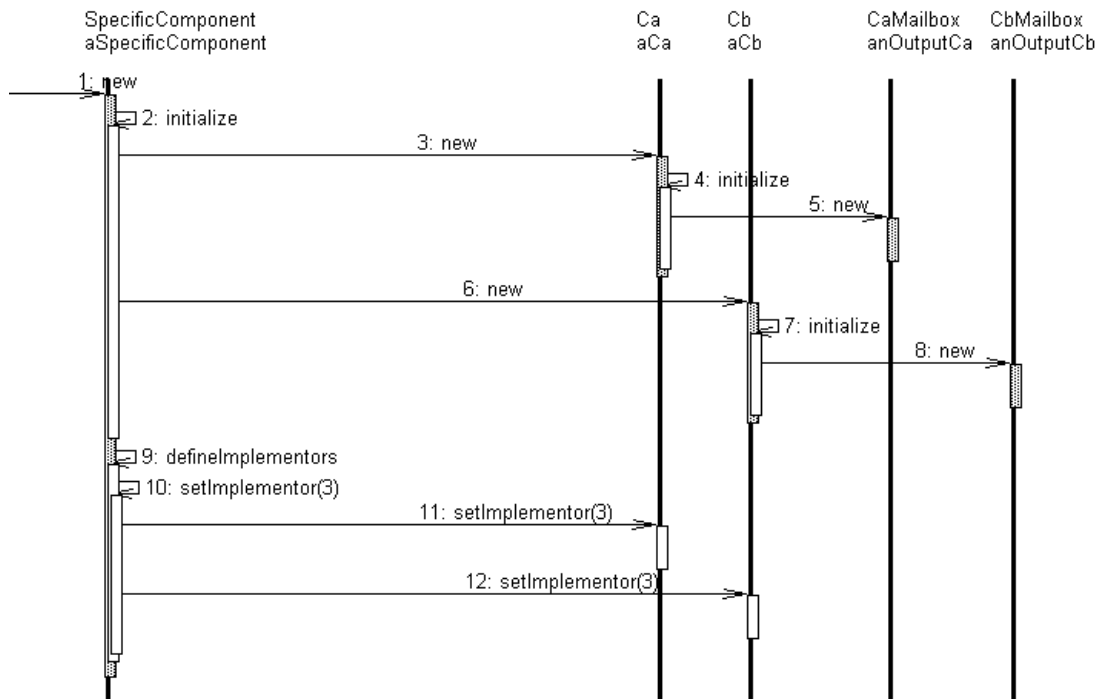 SpecificComponent Ca Cb CaMailbox CbMailbox
aSpecificComponent aCa aCb anOutputCa anOutputCb
1: new
2: initialize
3: new
4: initialize
5: new
6: new
7: initialize
8: new
9: defineImplementors
10: setImplementor(3)
11: setImplementor(3)
12: setImplementor(3)